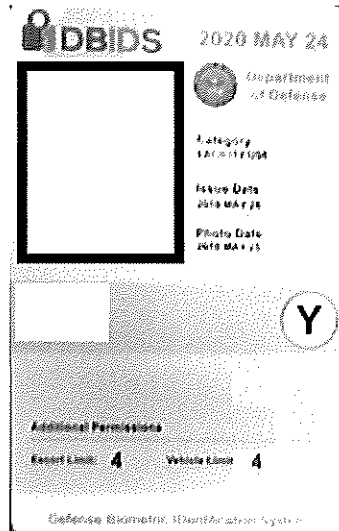 DBIDS
2020 MAY 24
Department
of Defense
Category
Issue Date
Photo Date
Y
Additional Permissions
Escort Limit: 4 Vehicle Limit 4
Defense Biometric Identification System